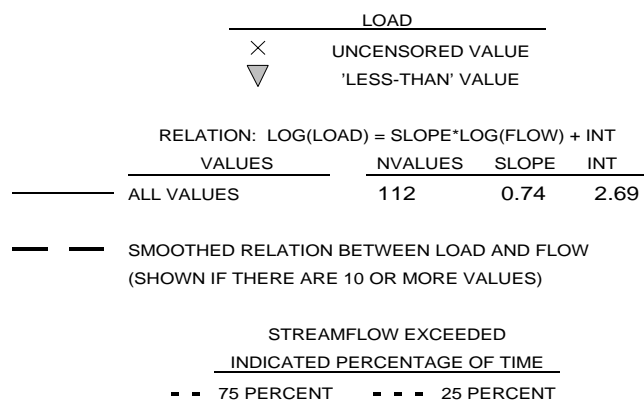 LOAD
UNCENSORED VALUE
'LESS-THAN' VALUE
RELATION: LOG(LOAD) = SLOPE*LOG(FLOW) + INT
VALUES NVALUES SLOPE INT
ALL VALUES 112 0.74 2.69
SMOOTHED RELATION BETWEEN LOAD AND FLOW
(SHOWN IF THERE ARE 10 OR MORE VALUES)
STREAMFLOW EXCEEDED
INDICATED PERCENTAGE OF TIME
75 PERCENT 25 PERCENT